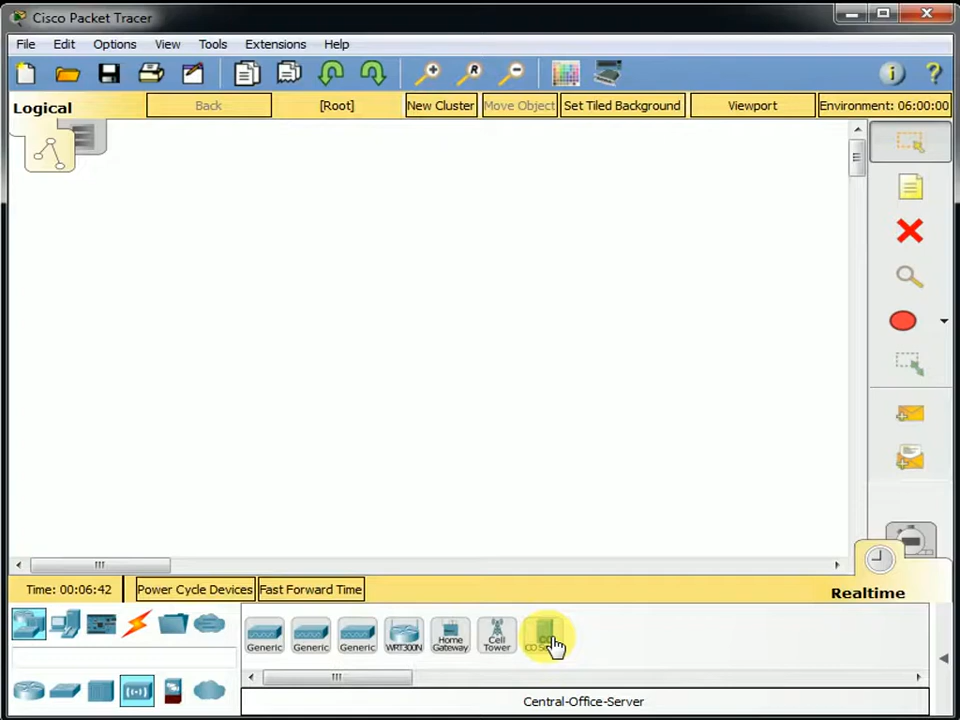 Cisco Packet Tracer
File Edit Options View Tools Extensions Help
Logical Back [Root] New Cluster Move Object Set Tiled Background Viewport Environment: 06:00:00
Time: 00:06:42 Power Cycle Devices Fast Forward Time
Realtime
Generic Generic Generic WRT300N Home Gateway Cell Tower
Central-Office-Server